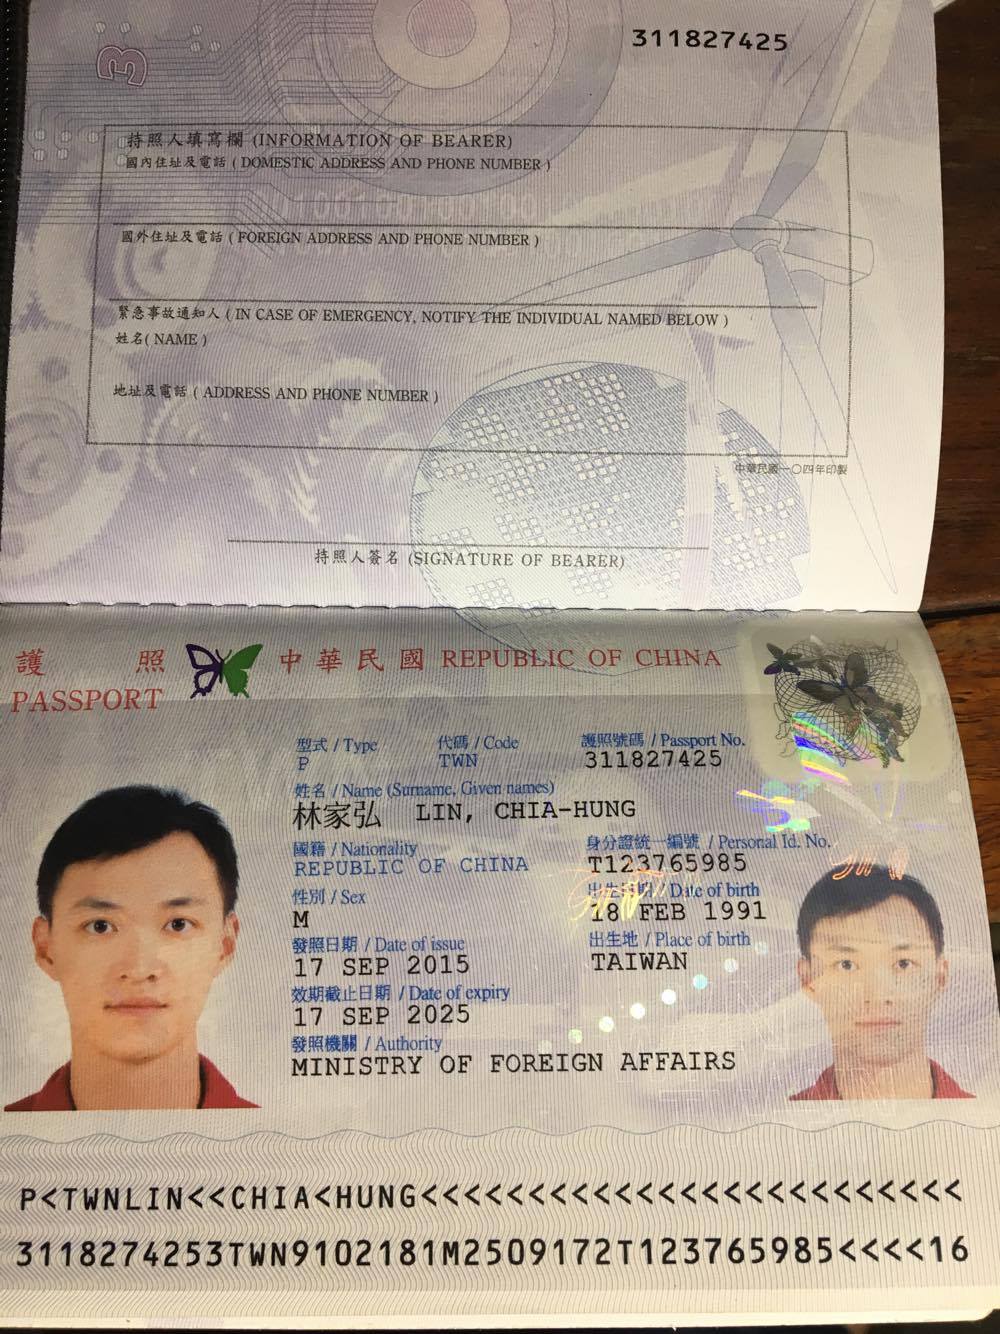 311827425
持照人填寫欄 (INFORMATION OF BEARER)
國內住址及電話 ( DOMESTIC ADDRESS AND PHONE NUMBER )
國外住址及電話 ( FOREIGN ADDRESS AND PHONE NUMBER )
緊急事故通知人 ( IN CASE OF EMERGENCY, NOTIFY THE INDIVIDUAL NAMED BELOW )
姓名( NAME )
地址及電話 ( ADDRESS AND PHONE NUMBER )
中華民國一〇四年印製
持照人簽名 (SIGNATURE OF BEARER)
護照 中華民國 REPUBLIC OF CHINA
PASSPORT
型式 / Type 代碼 / Code 護照號碼 / Passport No.
P TWN 311827425
姓名 / Name (Surname, Given names)
林家弘 LIN, CHIA-HUNG
國籍 / Nationality 身分證統一編號 / Personal Id. No.
REPUBLIC OF CHINA T123765985
性別 / Sex 出生日期 / Date of birth
M 18 FEB 1991
發照日期 / Date of issue 出生地 / Place of birth
17 SEP 2015 TAIWAN
效期截止日期 / Date of expiry
17 SEP 2025
發照機關 / Authority
MINISTRY OF FOREIGN AFFAIRS
P<TWNLIN<<CHIA<HUNG<<<<<<<<<<<<<<<<<<<<<<<<<
3118274253TWN9102181M2509172T123765985<<<<16